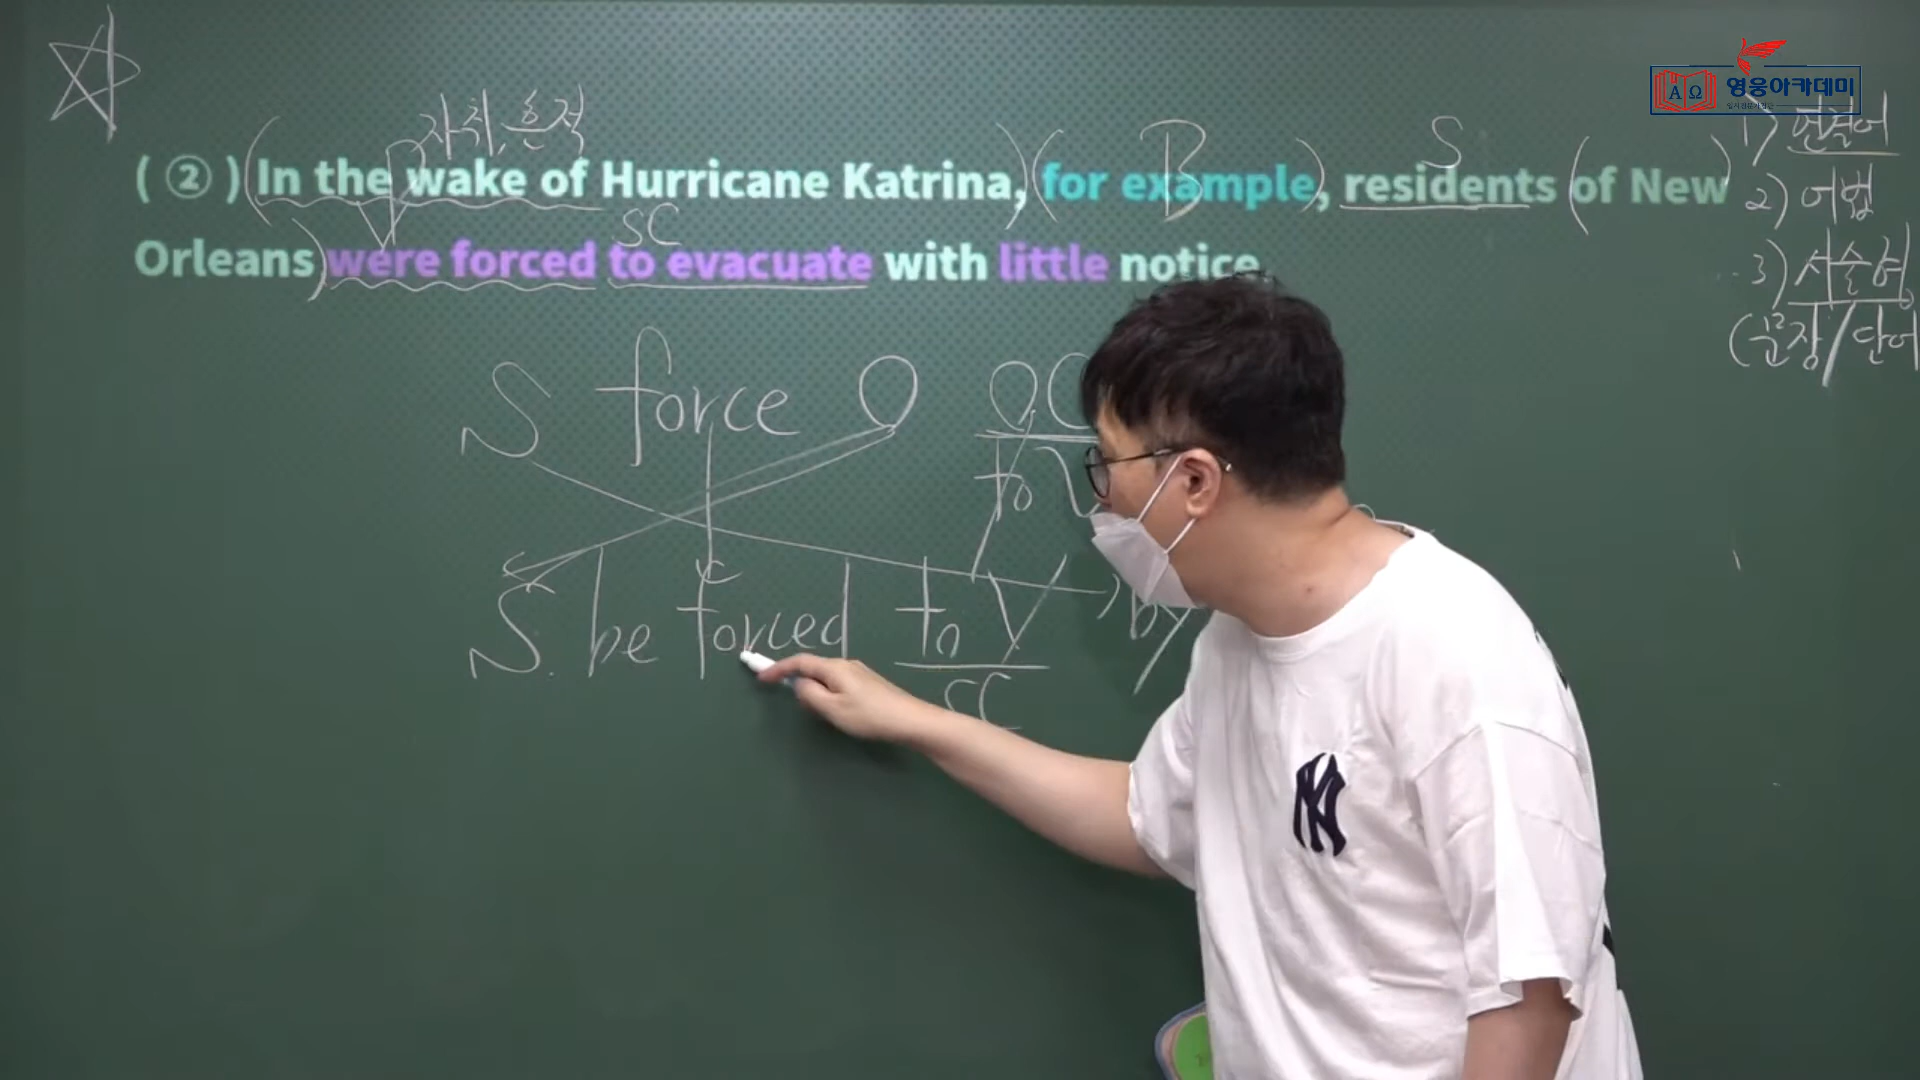 영웅아카데미
자취, 흔적
1) 연결어
( ② ) In the wake of Hurricane Katrina, for example, residents of New
B
S
2) 어법
V
SC
Orleans were forced to evacuate with little notice.
3) 서술형
(문장/단어
S force O OC
to V
S. be forced to V by
SC